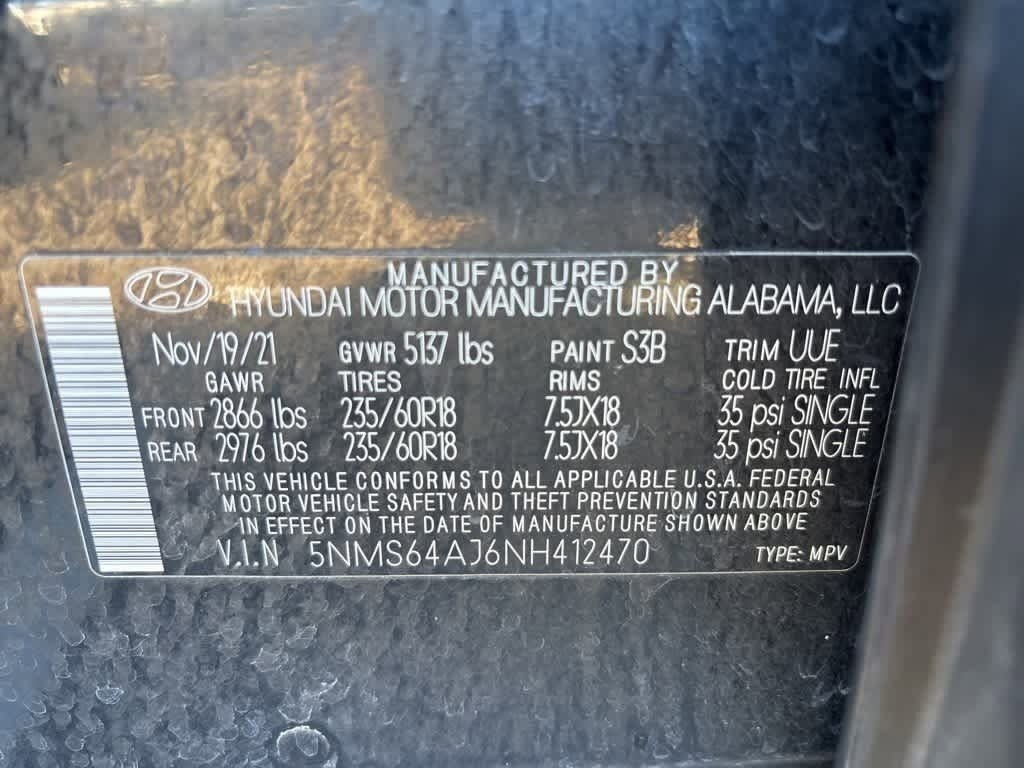 MANUFACTURED BY
HYUNDAI MOTOR MANUFACTURING ALABAMA, LLC
Nov/19/21 GVWR 5137 lbs PAINT S3B TRIM UUE
GAWR TIRES RIMS COLD TIRE INFL
FRONT 2866 lbs 235/60R18 7.5JX18 35 psi SINGLE
REAR 2976 lbs 235/60R18 7.5JX18 35 psi SINGLE
THIS VEHICLE CONFORMS TO ALL APPLICABLE U.S.A. FEDERAL
MOTOR VEHICLE SAFETY AND THEFT PREVENTION STANDARDS
IN EFFECT ON THE DATE OF MANUFACTURE SHOWN ABOVE
V.I.N 5NMS64AJ6NH412470 TYPE: MPV